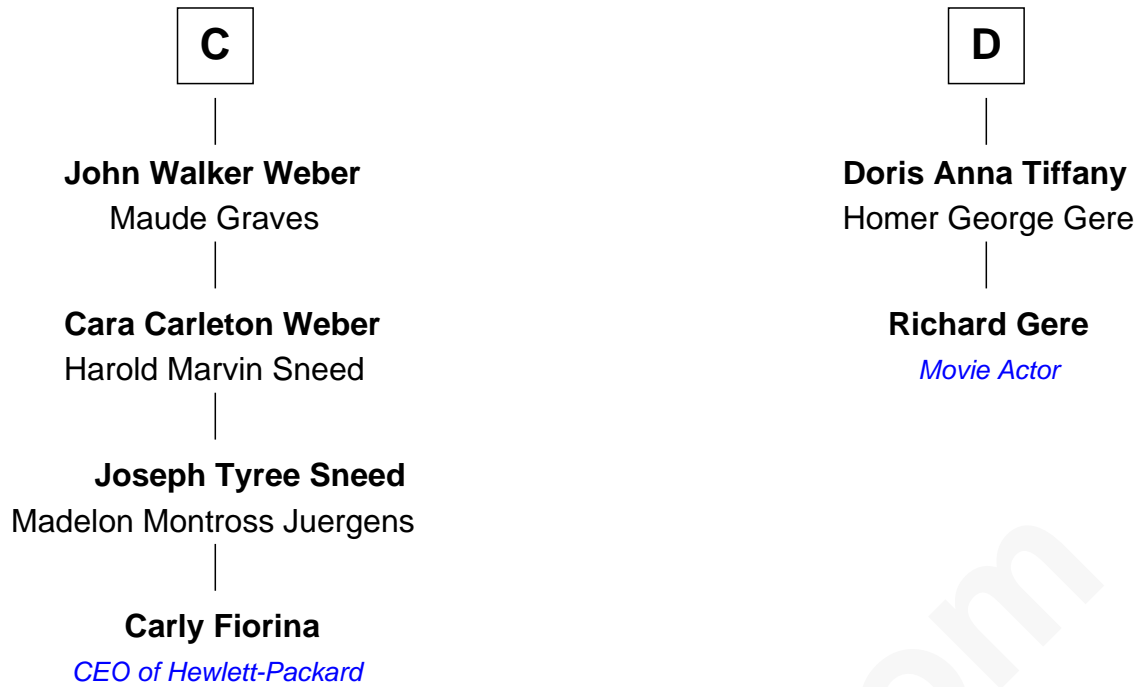 C
John Walker Weber
Maude Graves
Cara Carleton Weber
Harold Marvin Sneed
Joseph Tyree Sneed
Madelon Montross Juergens
Carly Fiorina
CEO of Hewlett-Packard
D
Doris Anna Tiffany
Homer George Gere
Richard Gere
Movie Actor
om